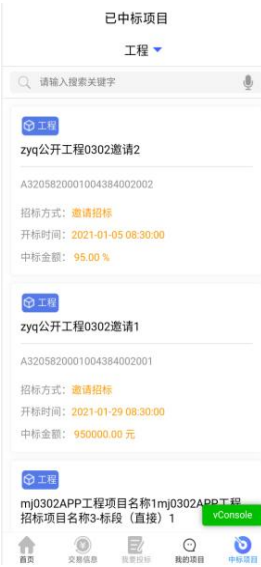 已中标项目
工程
请输入搜索关键字
工程
zyq公开工程0302邀请2
A3205820001004384002002
招标方式：邀请招标
开标时间：2021-01-05 08:30:00
中标金额：95.00 %
工程
zyq公开工程0302邀请1
A3205820001004384002001
招标方式：邀请招标
开标时间：2021-01-29 08:30:00
中标金额：950000.00 元
工程
mj0302APP工程项目名称1mj0302APP工程
招标项目名称3-标段（直接）1
vConsole
首页
交易信息
我要投标
我的项目
中标项目